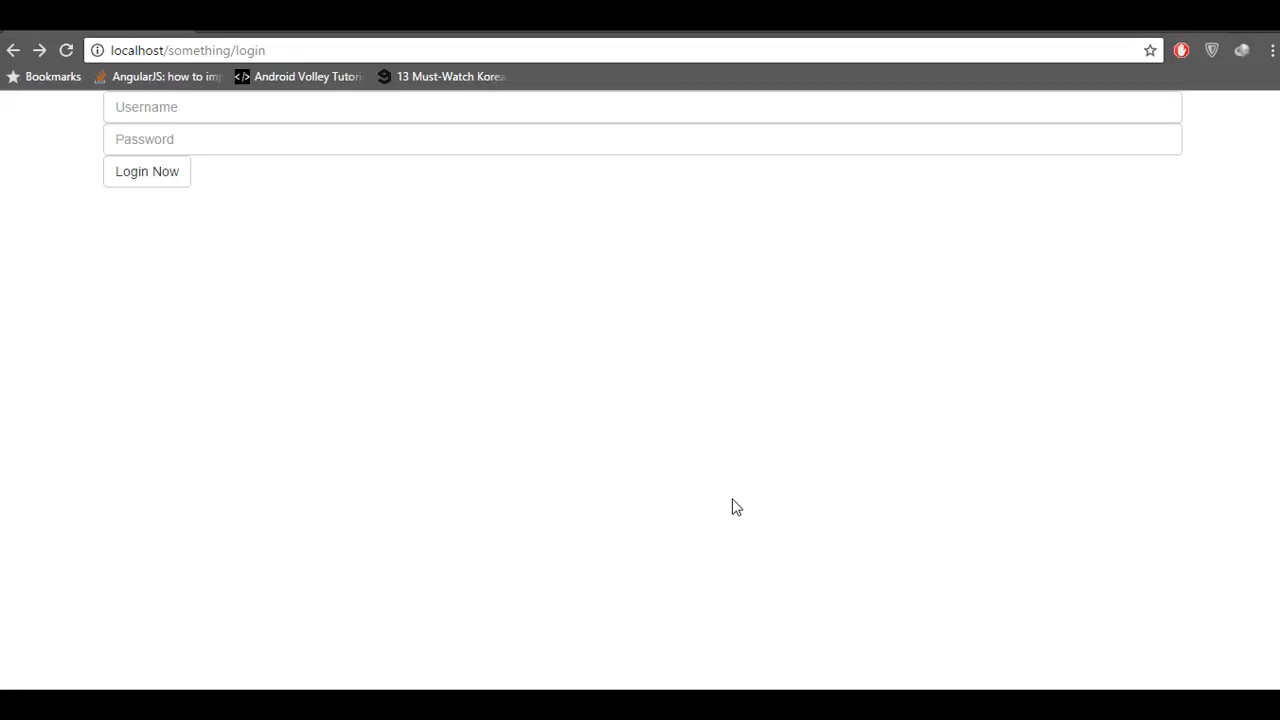 localhost/something/login
Bookmarks AngularJS: how to im Android Volley Tutori 13 Must-Watch Korea
Username
Password
Login Now